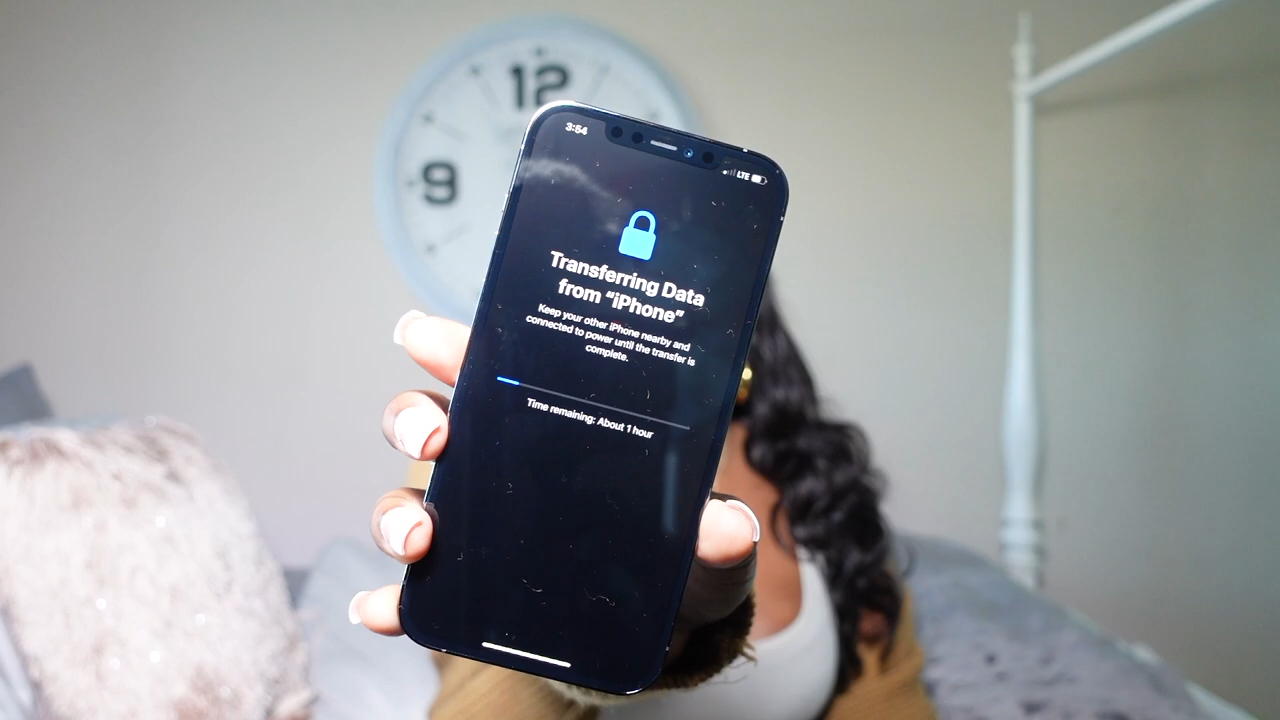 12
9
3:54
LTE
Transferring Data
from “iPhone”
Keep your other iPhone nearby and
connected to power until the transfer is
complete.
Time remaining: About 1 hour